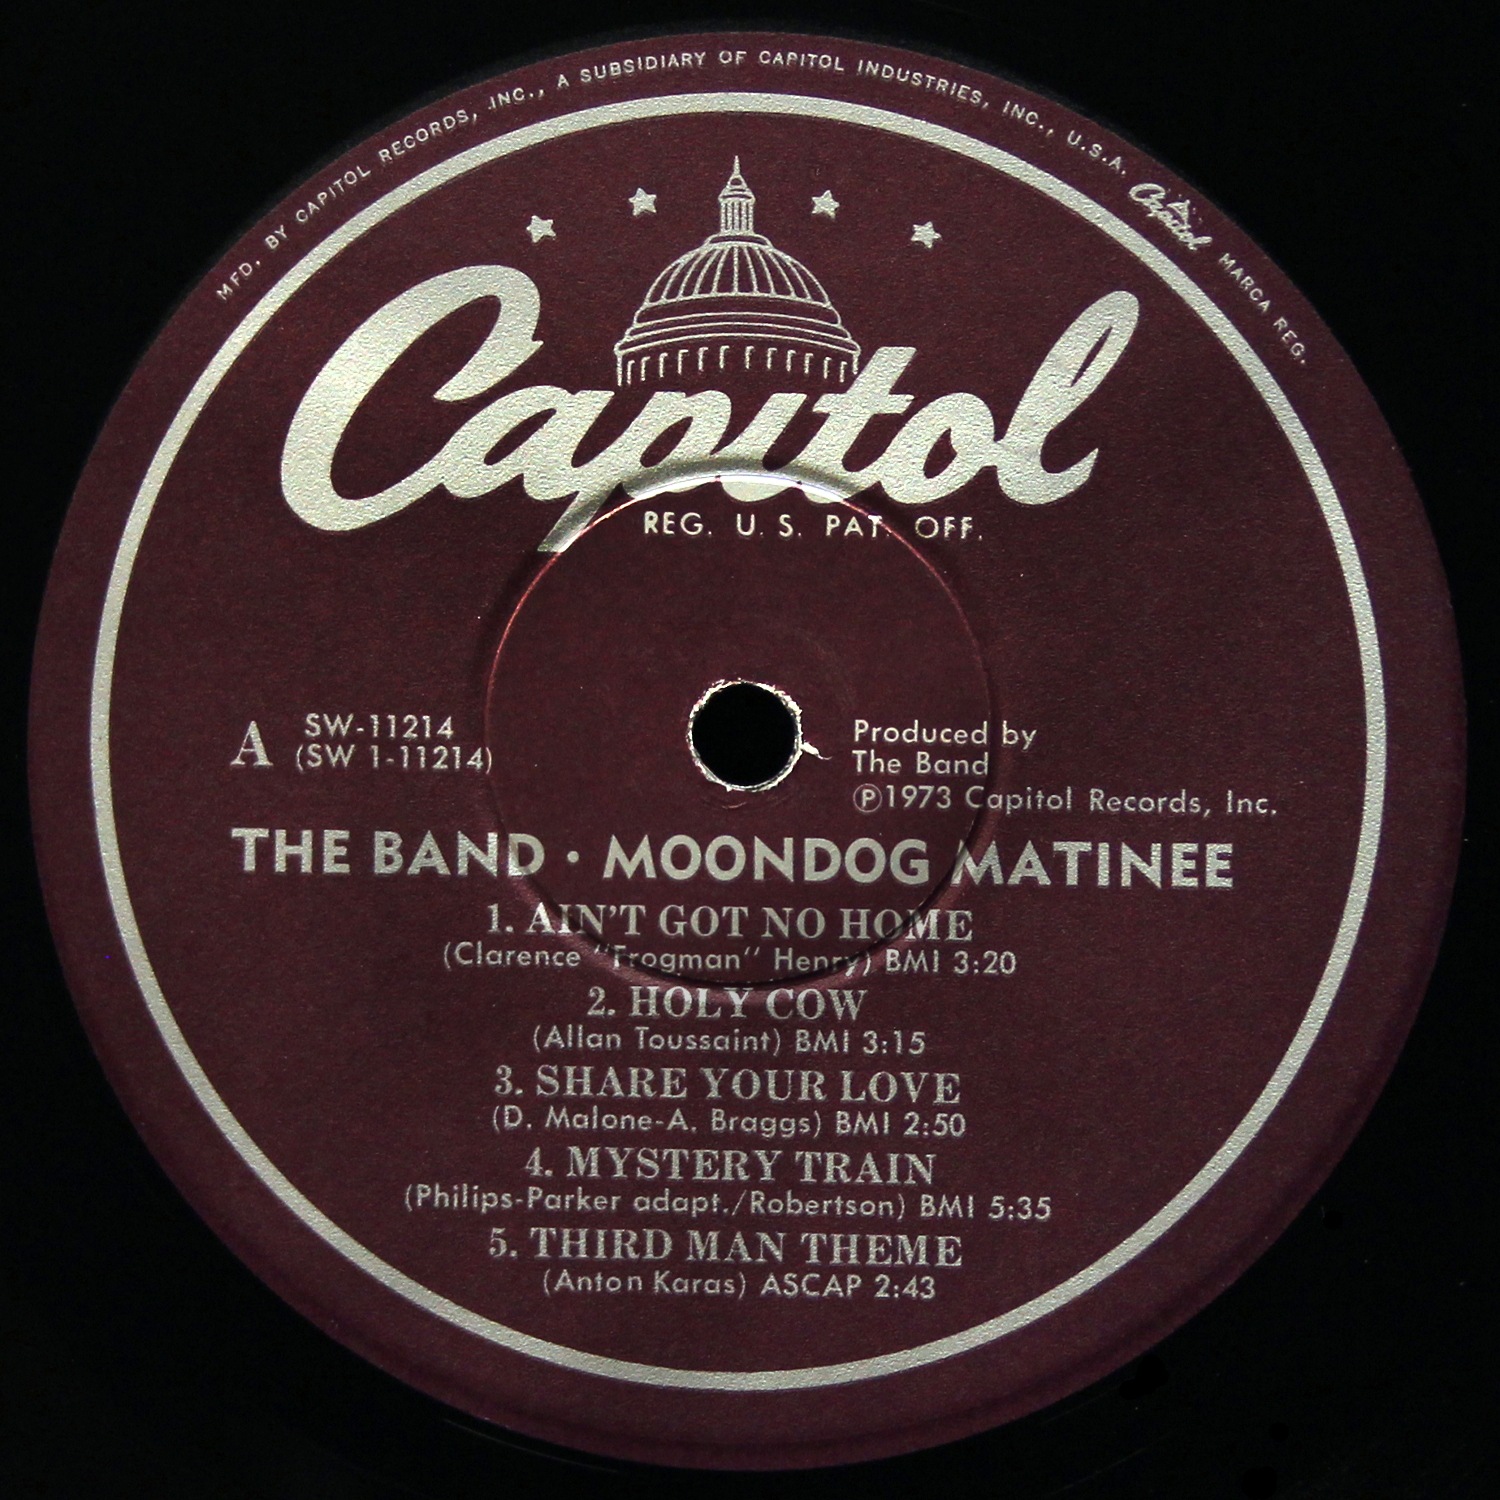 MFD. BY CAPITOL RECORDS, INC., A SUBSIDIARY OF CAPITOL INDUSTRIES, INC., U.S.A. Capitol MARCA REG.
Capitol
REG. U.S. PAT. OFF.
A SW-11214
(SW 1-11214)
Produced by
The Band
Ⓟ1973 Capitol Records, Inc.
THE BAND · MOONDOG MATINEE
1. AIN'T GOT NO HOME
(Clarence "Frogman" Henry) BMI 3:20
2. HOLY COW
(Allan Toussaint) BMI 3:15
3. SHARE YOUR LOVE
(D. Malone-A. Braggs) BMI 2:50
4. MYSTERY TRAIN
(Philips-Parker adapt./Robertson) BMI 5:35
5. THIRD MAN THEME
(Anton Karas) ASCAP 2:43